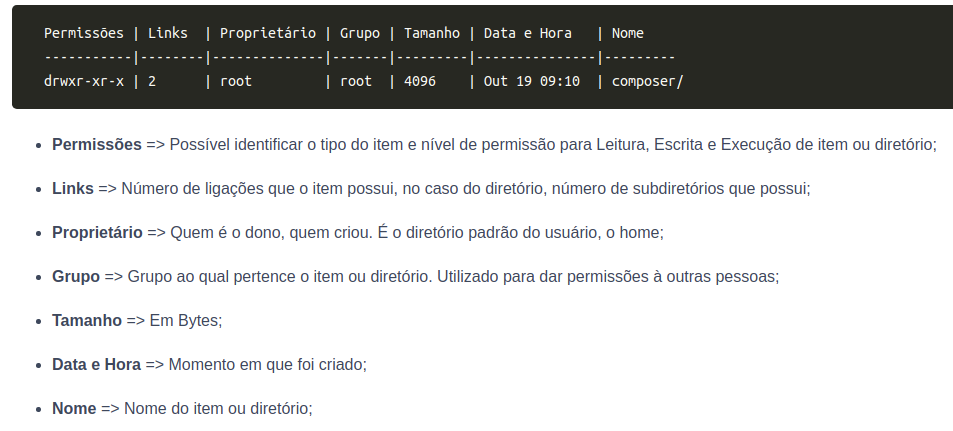 Permissões | Links  | Proprietário | Grupo | Tamanho | Data e Hora   | Nome
-----------|--------|--------------|-------|---------|---------------|---------
drwxr-xr-x | 2      | root         | root  | 4096    | Out 19 09:10  | composer/
• Permissões => Possível identificar o tipo do item e nível de permissão para Leitura, Escrita e Execução de item ou diretório;
• Links => Número de ligações que o item possui, no caso do diretório, número de subdiretórios que possui;
• Proprietário => Quem é o dono, quem criou. É o diretório padrão do usuário, o home;
• Grupo => Grupo ao qual pertence o item ou diretório. Utilizado para dar permissões à outras pessoas;
• Tamanho => Em Bytes;
• Data e Hora => Momento em que foi criado;
• Nome => Nome do item ou diretório;